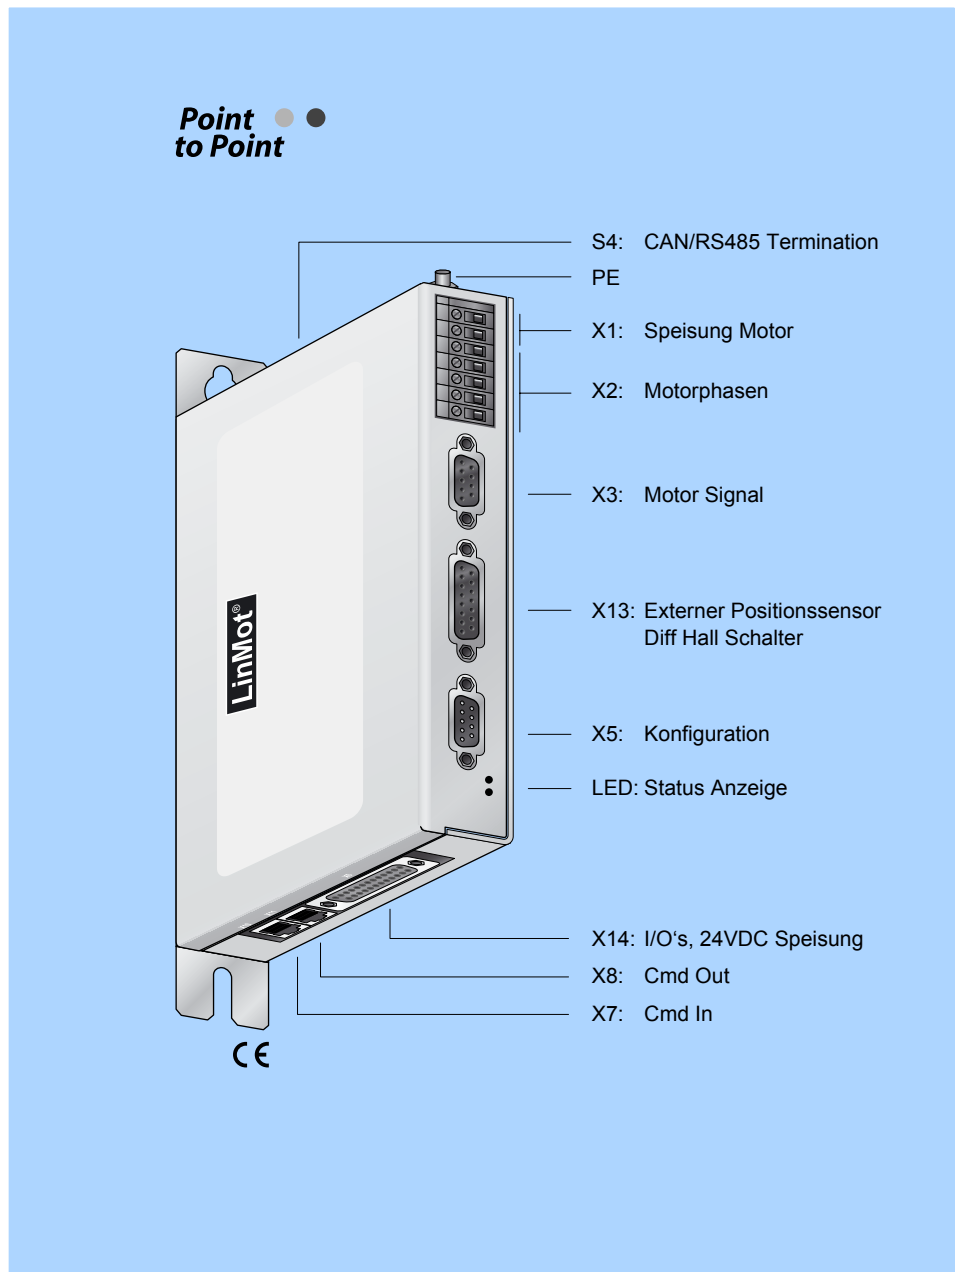 Point
to Point
S4: CAN/RS485 Termination
PE
X1: Speisung Motor
X2: Motorphasen
X3: Motor Signal
X13: Externer Positionssensor
Diff Hall Schalter
X5: Konfiguration
LED: Status Anzeige
LinMot®
X14: I/O‘s, 24VDC Speisung
X8: Cmd Out
X7: Cmd In
CE